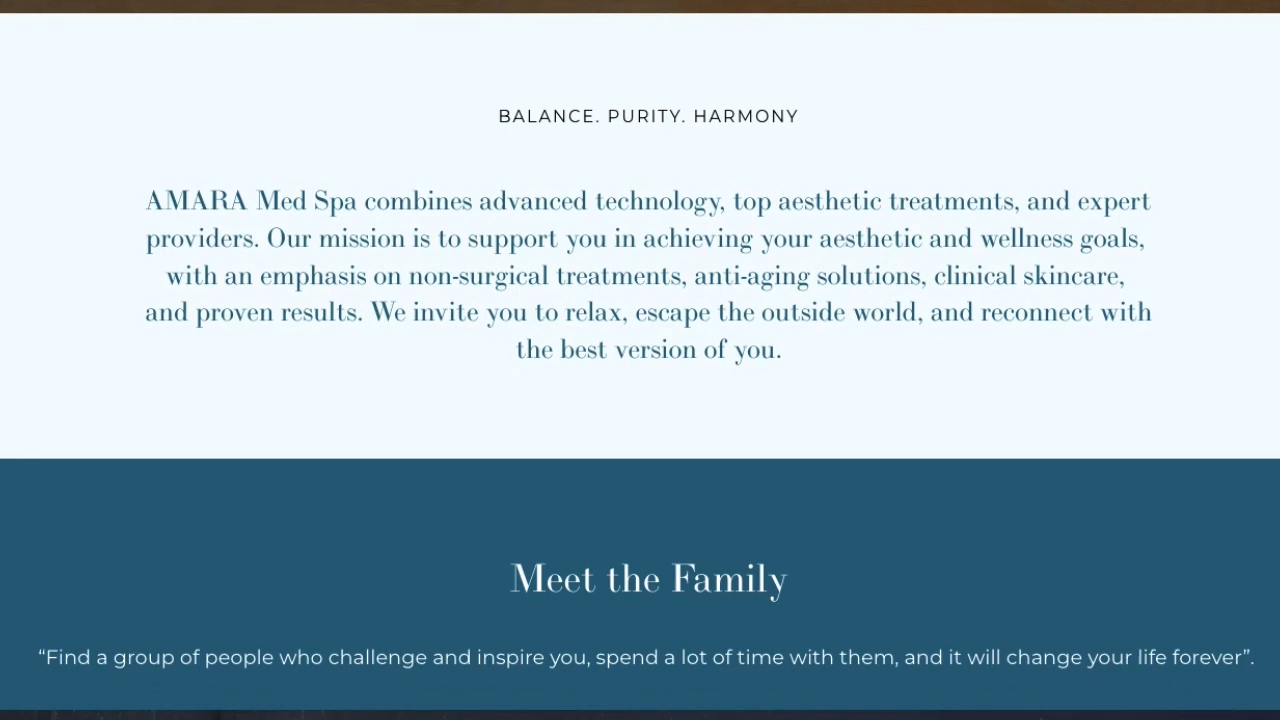 BALANCE. PURITY. HARMONY
AMARA Med Spa combines advanced technology, top aesthetic treatments, and expert
providers. Our mission is to support you in achieving your aesthetic and wellness goals,
with an emphasis on non-surgical treatments, anti-aging solutions, clinical skincare,
and proven results. We invite you to relax, escape the outside world, and reconnect with
the best version of you.
Meet the Family
“Find a group of people who challenge and inspire you, spend a lot of time with them, and it will change your life forever”.